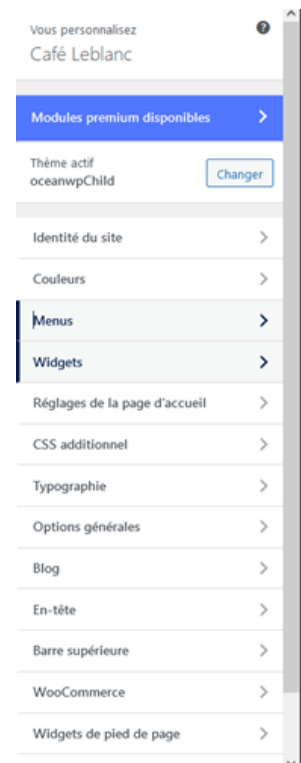 Vous personnalisez
Café Leblanc
Modules premium disponibles
Thème actif
oceanwpChild
Changer
Identité du site
Couleurs
Menus
Widgets
Réglages de la page d'accueil
CSS additionnel
Typographie
Options générales
Blog
En-tête
Barre supérieure
WooCommerce
Widgets de pied de page